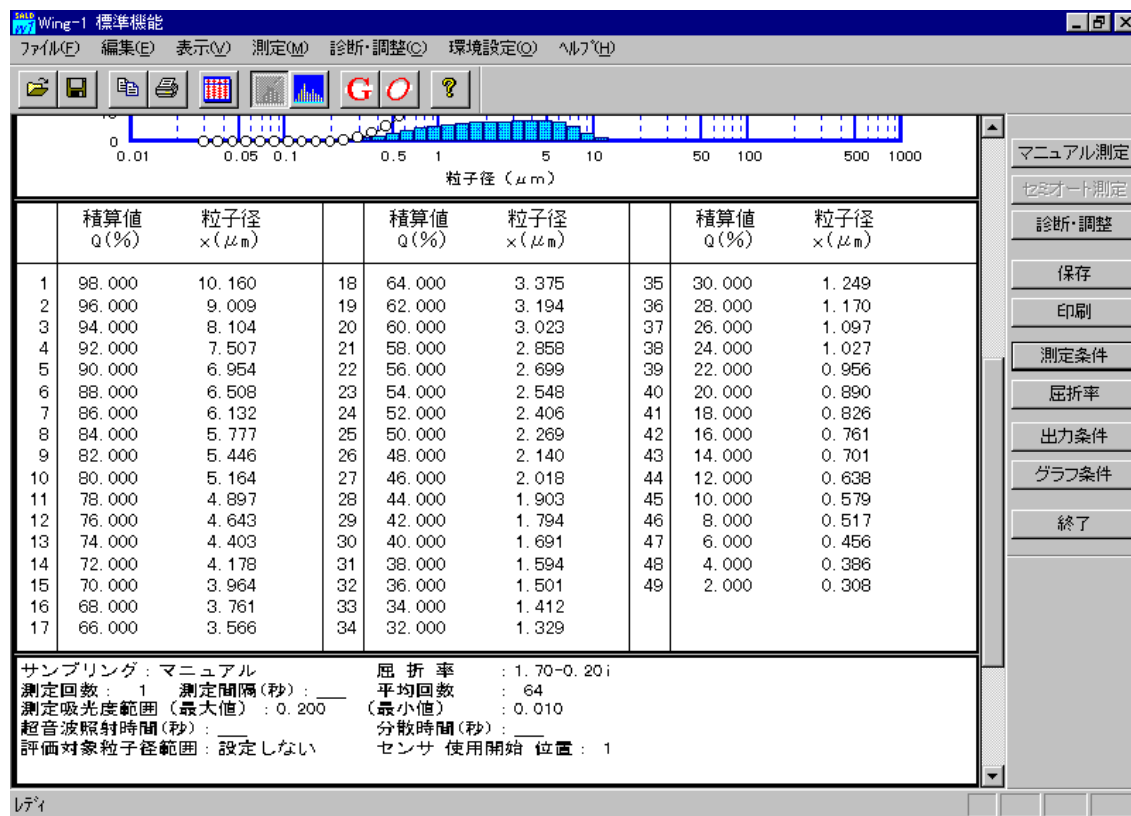 Wing-1 標準機能
ファイル(F) 編集(E) 表示(V) 測定(M) 診断・調整(C) 環境設定(O) ヘルプ(H)
0
0.01 0.05 0.1 0.5 1 5 10 50 100 500 1000
粒子径 (μm)
積算値 粒子径 積算値 粒子径 積算値 粒子径
Q(%) x(μm) Q(%) x(μm) Q(%) x(μm)
1 98.000 10.160 18 64.000 3.375 35 30.000 1.249
2 96.000 9.009 19 62.000 3.194 36 28.000 1.170
3 94.000 8.104 20 60.000 3.023 37 26.000 1.097
4 92.000 7.507 21 58.000 2.858 38 24.000 1.027
5 90.000 6.954 22 56.000 2.699 39 22.000 0.956
6 88.000 6.508 23 54.000 2.548 40 20.000 0.890
7 86.000 6.132 24 52.000 2.406 41 18.000 0.826
8 84.000 5.777 25 50.000 2.269 42 16.000 0.761
9 82.000 5.446 26 48.000 2.140 43 14.000 0.701
10 80.000 5.164 27 46.000 2.018 44 12.000 0.638
11 78.000 4.897 28 44.000 1.903 45 10.000 0.579
12 76.000 4.643 29 42.000 1.794 46 8.000 0.517
13 74.000 4.403 30 40.000 1.691 47 6.000 0.456
14 72.000 4.178 31 38.000 1.594 48 4.000 0.386
15 70.000 3.964 32 36.000 1.501 49 2.000 0.308
16 68.000 3.761 33 34.000 1.412
17 66.000 3.566 34 32.000 1.329
サンプリング : マニュアル 屈 折 率 : 1.70-0.20i
測定回数 : 1 測定間隔(秒) : ___ 平均回数 : 64
測定吸光度範囲 (最大値) : 0.200 (最小値) : 0.010
超音波照射時間(秒) : ___ 分散時間(秒) : ___
評価対象粒子径範囲 : 設定しない センサ 使用開始 位置 : 1
マニュアル測定
セミオート測定
診断・調整
保存
印刷
測定条件
屈折率
出力条件
グラフ条件
終了
レディ